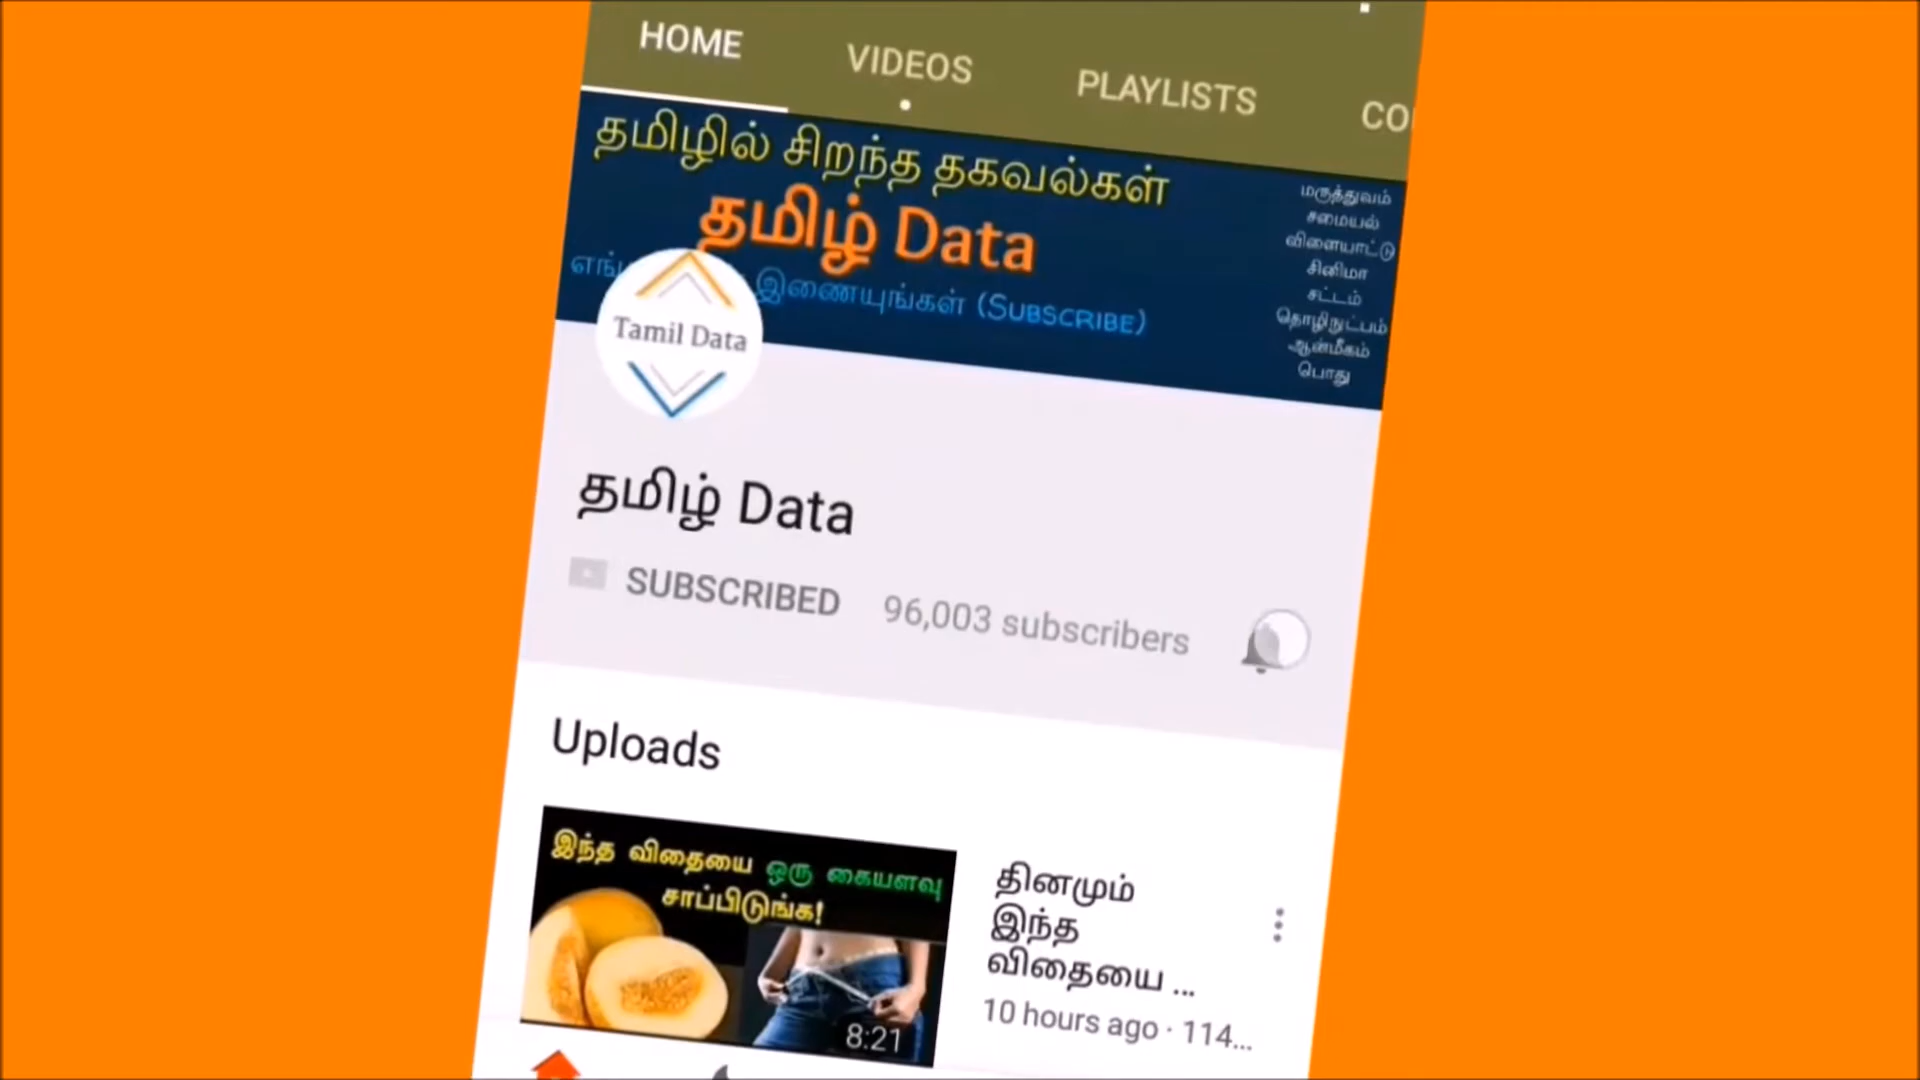 HOME
VIDEOS
PLAYLISTS
தமிழில் சிறந்த தகவல்கள்
தமிழ் Data
இணையுங்கள் (SUBSCRIBE)
மருத்துவம்
சமையல்
விளையாட்டு
சினிமா
சட்டம்
தொழிநுட்பம்
ஆன்மீகம்
பொது
Tamil Data
தமிழ் Data
SUBSCRIBED 96,003 subscribers
Uploads
இந்த விதையை ஒரு கையளவு
சாப்பிடுங்க!
8:21
தினமும்
இந்த
விதையை ...
10 hours ago · 114...